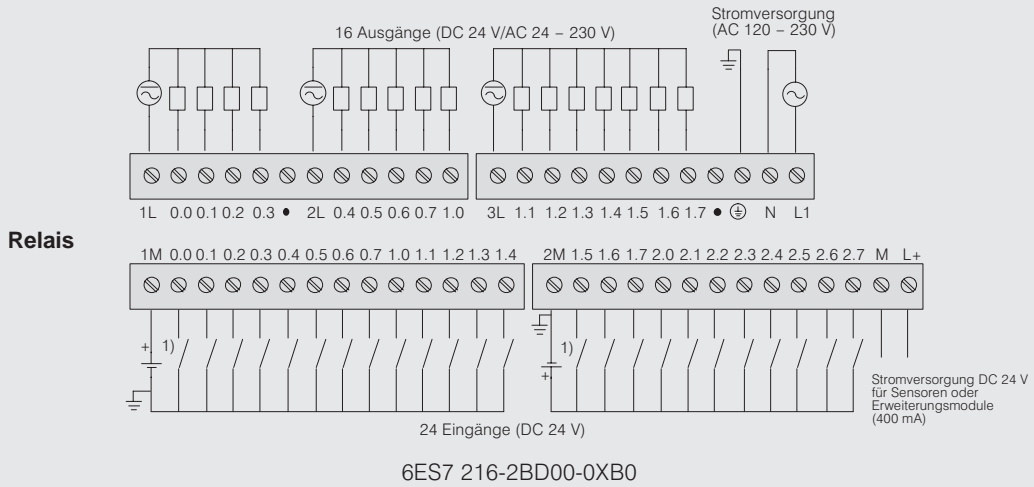 Stromversorgung
(AC 120 – 230 V)
16 Ausgänge (DC 24 V/AC 24 – 230 V)
1L 0.0 0.1 0.2 0.3 • 2L 0.4 0.5 0.6 0.7 1.0
3L 1.1 1.2 1.3 1.4 1.5 1.6 1.7 • N L1
Relais
1M 0.0 0.1 0.2 0.3 0.4 0.5 0.6 0.7 1.0 1.1 1.2 1.3 1.4
2M 1.5 1.6 1.7 2.0 2.1 2.2 2.3 2.4 2.5 2.6 2.7 M L+
+ 1)
1)
+
Stromversorgung DC 24 V
für Sensoren oder
Erweiterungsmodule
(400 mA)
24 Eingänge (DC 24 V)
6ES7 216-2BD00-0XB0